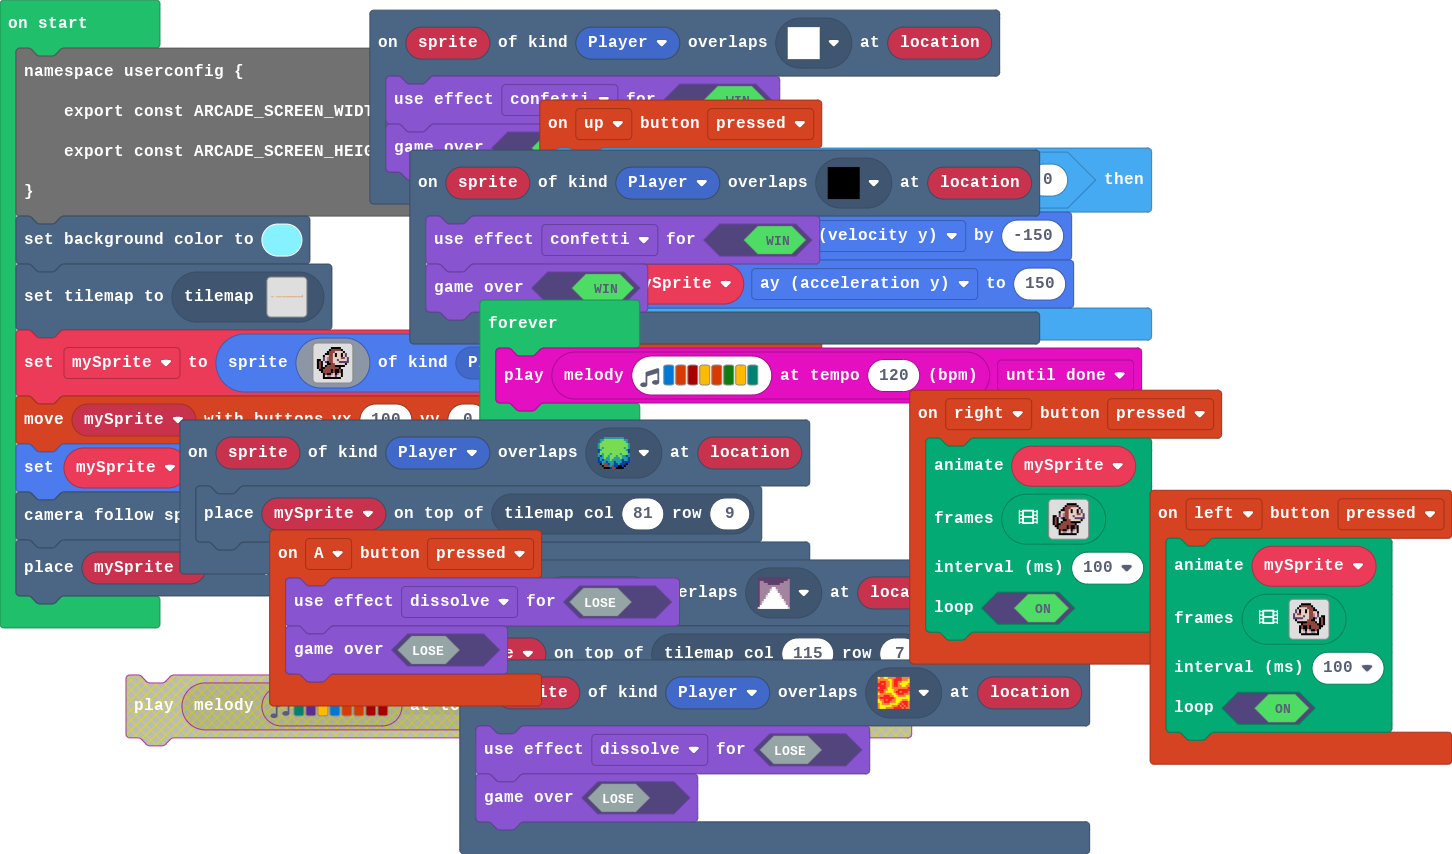 on start
namespace userconfig {
export const ARCADE_SCREEN_WIDT
export const ARCADE_SCREEN_HEIG
}
set background color to
set tilemap to tilemap
set mySprite to sprite of kind
move mySprite with buttons vx 100 vy 0
set mySprite
camera follow sp
place mySprite
on sprite of kind Player overlaps at location
use effect confetti for WIN
game over
on up button pressed
0 then
(velocity y) by -150
mySprite ay (acceleration y) to 150
on sprite of kind Player overlaps at location
use effect confetti for WIN
game over WIN
forever
play melody at tempo 120 (bpm) until done
on sprite of kind Player overlaps at location
place mySprite on top of tilemap col 81 row 9
on A button pressed
use effect dissolve for LOSE
game over LOSE
erlaps at loca
e on top of tilemap col 115 row 7
play melody at te
ite of kind Player overlaps at location
use effect dissolve for LOSE
game over LOSE
on right button pressed
animate mySprite
frames
interval (ms) 100
loop ON
on left button pressed
animate mySprite
frames
interval (ms) 100
loop ON